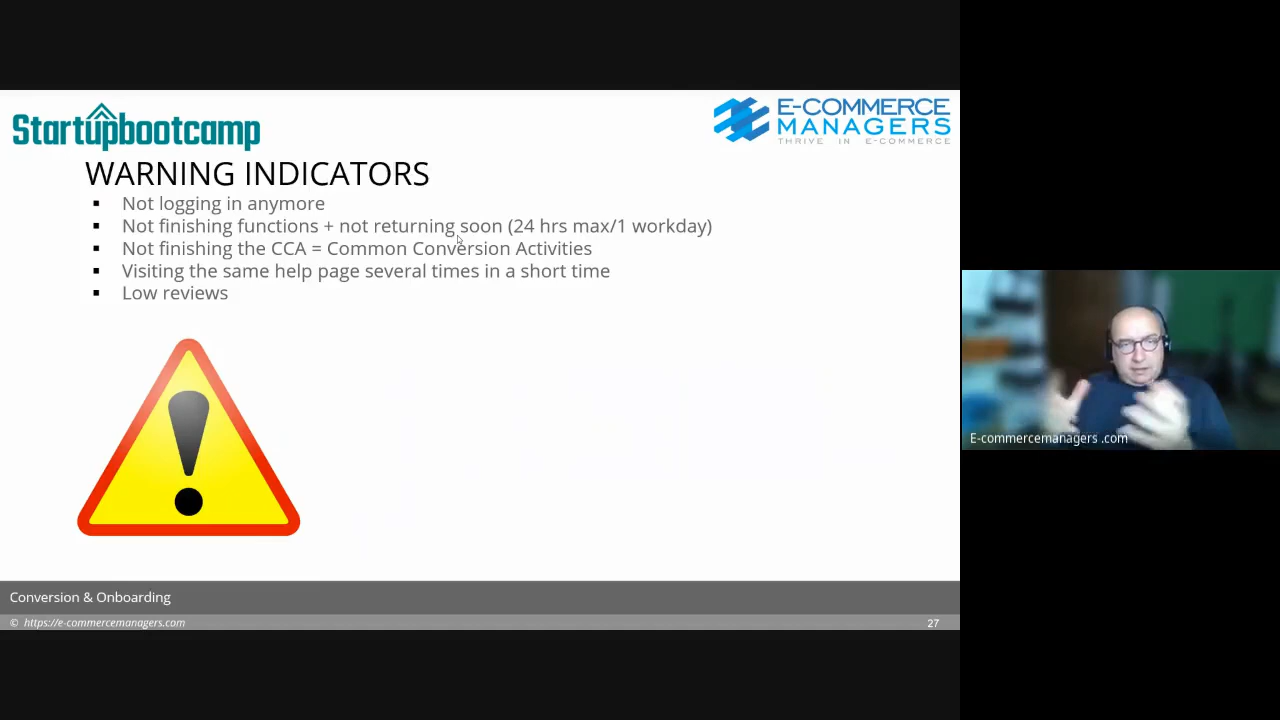 Startupbootcamp
E-COMMERCE
MANAGERS
THRIVE IN E-COMMERCE
WARNING INDICATORS
▪ Not logging in anymore
▪ Not finishing functions + not returning soon (24 hrs max/1 workday)
▪ Not finishing the CCA = Common Conversion Activities
▪ Visiting the same help page several times in a short time
▪ Low reviews
E-commercemanagers .com
Conversion & Onboarding
© https://e-commercemanagers.com
27